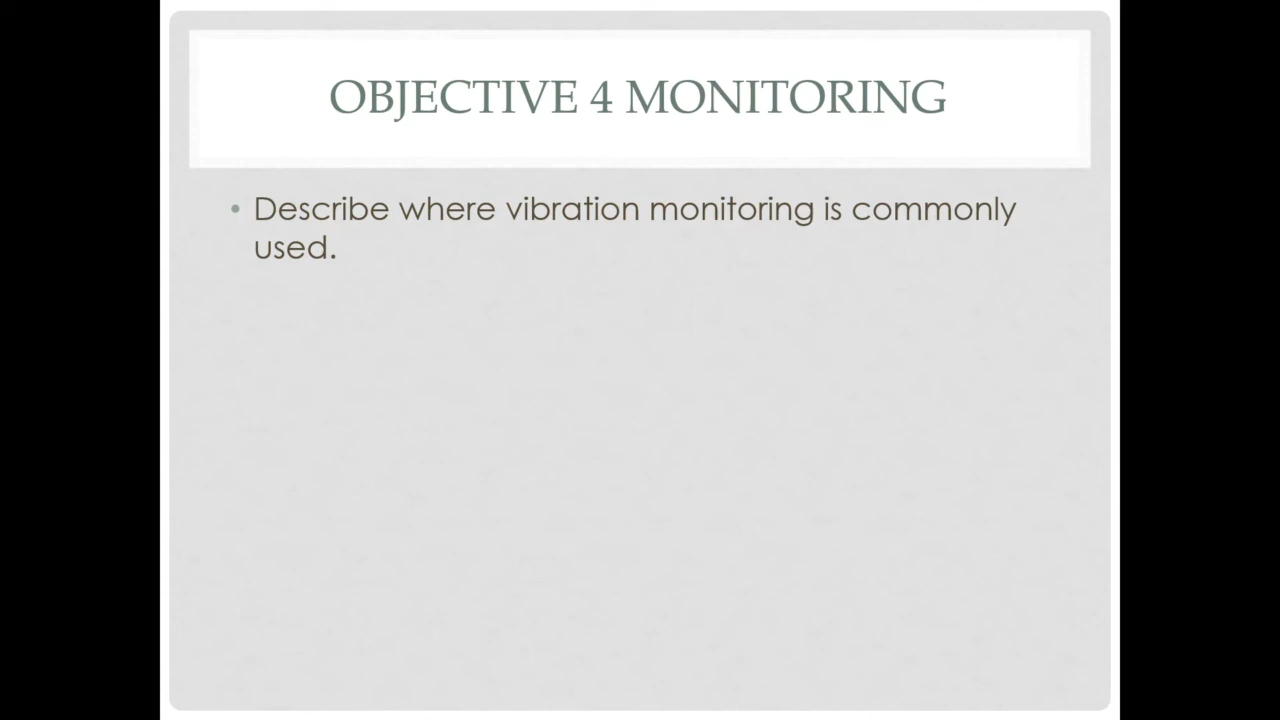 OBJECTIVE 4 MONITORING
• Describe where vibration monitoring is commonly
used.